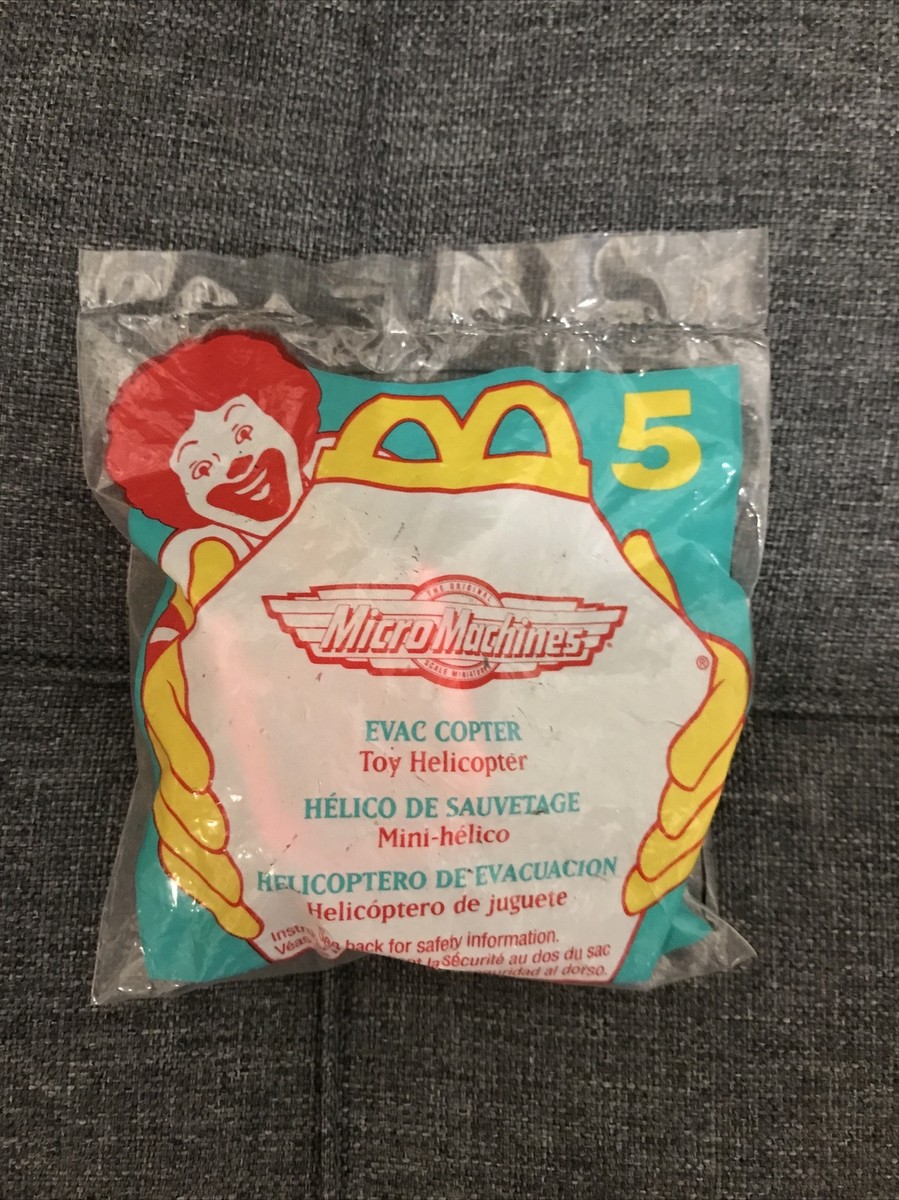 5
THE ORIGINAL
Micro Machines
SCALE MINIATURES
®
EVAC COPTER
Toy Helicopter
HÉLICO DE SAUVETAGE
Mini-hélico
HELICOPTERO DE EVACUACION
Helicóptero de juguete
back for safety information.
la sécurité au dos du sac
al dorso.